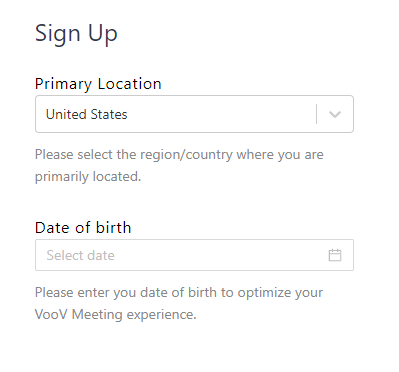 Sign Up
Primary Location
United States
Please select the region/country where you are
primarily located.
Date of birth
Select date
Please enter you date of birth to optimize your
VooV Meeting experience.